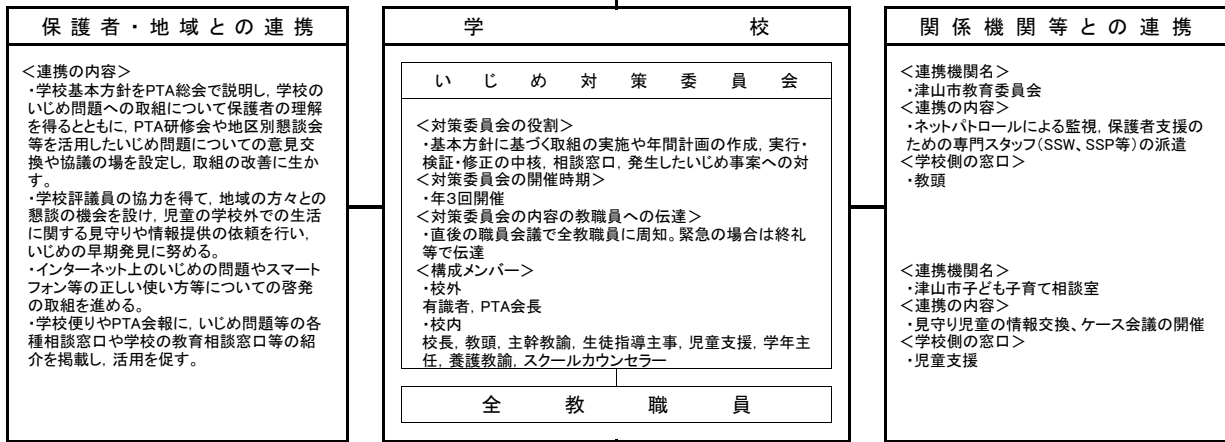 保護者・地域との連携
＜連携の内容＞
・学校基本方針をPTA総会で説明し, 学校の
いじめ問題への取組について保護者の理解
を得るとともに, PTA研修会や地区別懇談会
等を活用したいじめ問題についての意見交
換や協議の場を設定し, 取組の改善に生か
す。
・学校評議員の協力を得て, 地域の方々との
懇談の機会を設け, 児童の学校外での生活
に関する見守りや情報提供の依頼を行い,
いじめの早期発見に努める。
・インターネット上のいじめの問題やスマート
フォン等の正しい使い方等についての啓発
の取組を進める。
・学校便りやPTA会報に, いじめ問題等の各
種相談窓口や学校の教育相談窓口等の紹
介を掲載し, 活用を促す。
学校
いじめ対策委員会
＜対策委員会の役割＞
・基本方針に基づく取組の実施や年間計画の作成, 実行・
検証・修正の中核, 相談窓口, 発生したいじめ事案への対
＜対策委員会の開催時期＞
・年3回開催
＜対策委員会の内容の教職員への伝達＞
・直後の職員会議で全教職員に周知。緊急の場合は終礼
等で伝達
＜構成メンバー＞
・校外
有識者, PTA会長
・校内
校長, 教頭, 主幹教諭, 生徒指導主事, 児童支援, 学年主
任, 養護教諭, スクールカウンセラー
全教職員
関係機関等との連携
＜連携機関名＞
・津山市教育委員会
＜連携の内容＞
・ネットパトロールによる監視, 保護者支援の
ための専門スタッフ(SSW、SSP等)の派遣
＜学校側の窓口＞
・教頭
＜連携機関名＞
・津山市子ども子育て相談室
＜連携の内容＞
・見守り児童の情報交換、ケース会議の開催
＜学校側の窓口＞
・児童支援